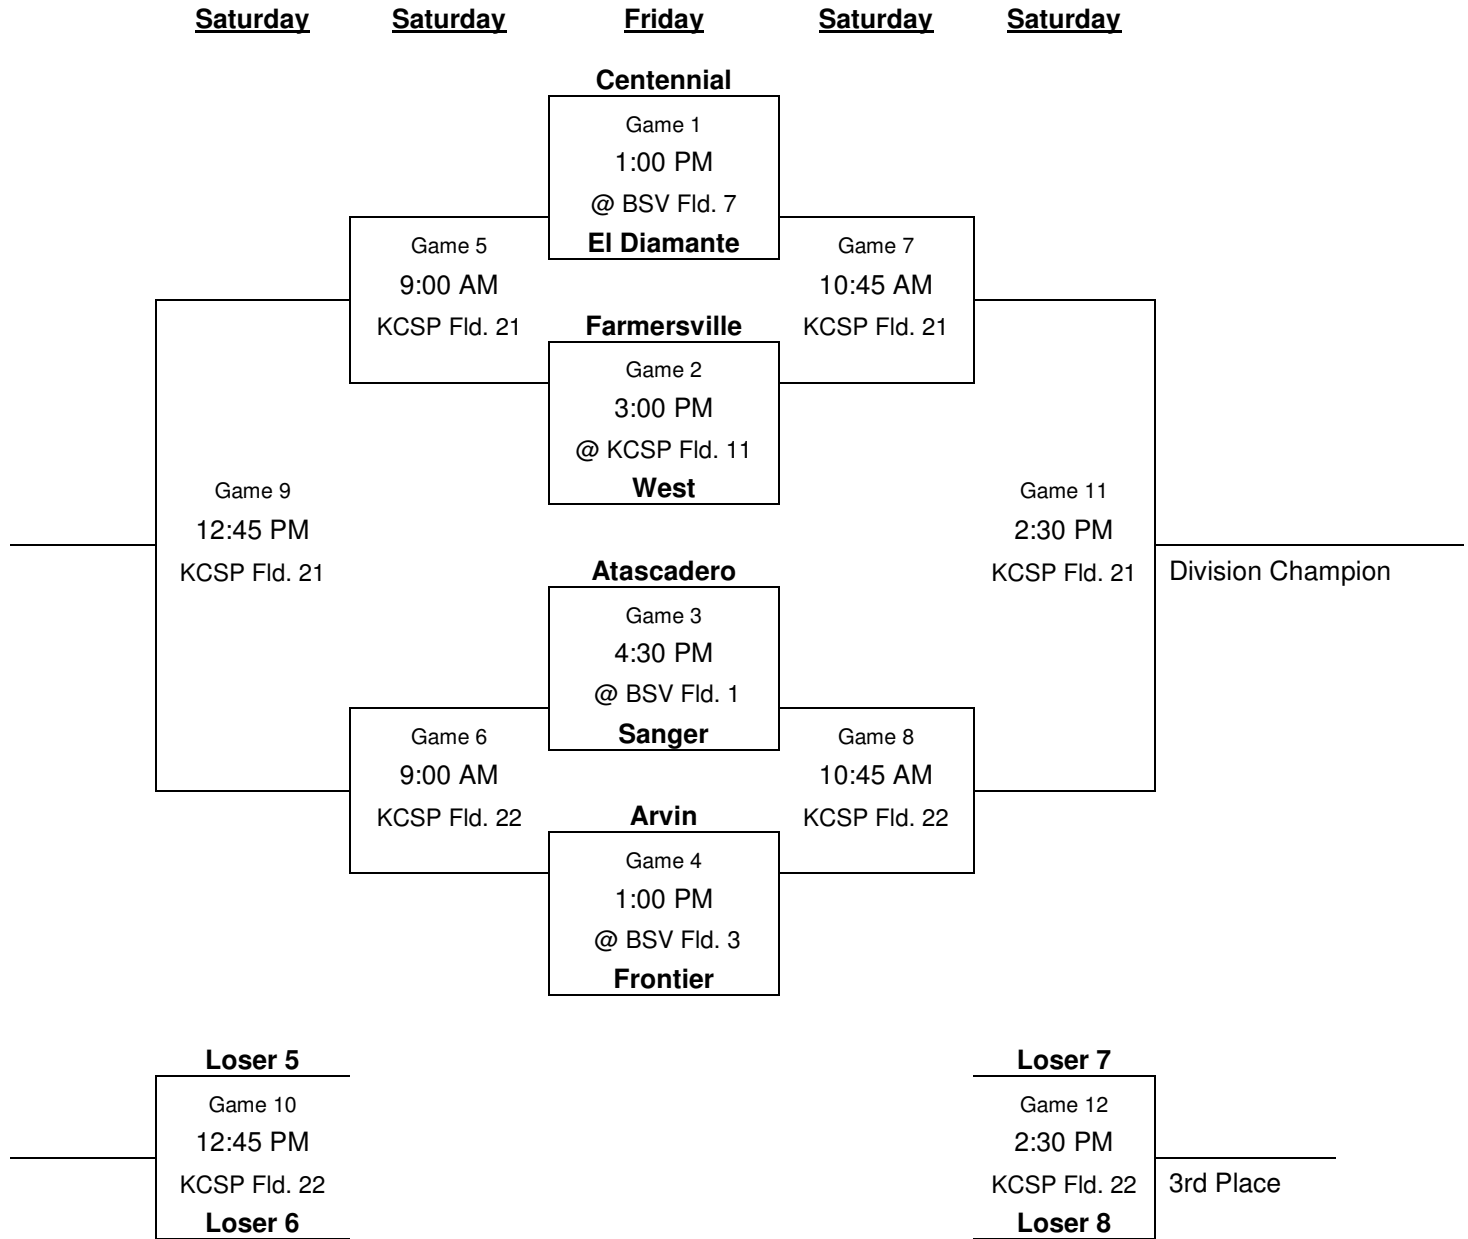 Saturday Saturday Friday Saturday Saturday
Centennial
Game 1
1:00 PM
@ BSV Fld. 7
El Diamante
Game 5
9:00 AM
KCSP Fld. 21
Game 7
10:45 AM
KCSP Fld. 21
Farmersville
Game 2
3:00 PM
@ KCSP Fld. 11
West
Game 9
12:45 PM
KCSP Fld. 21
Game 11
2:30 PM
KCSP Fld. 21
Division Champion
Atascadero
Game 3
4:30 PM
@ BSV Fld. 1
Sanger
Game 6
9:00 AM
KCSP Fld. 22
Game 8
10:45 AM
KCSP Fld. 22
Arvin
Game 4
1:00 PM
@ BSV Fld. 3
Frontier
Loser 5
Game 10
12:45 PM
KCSP Fld. 22
Loser 6
Loser 7
Game 12
2:30 PM
KCSP Fld. 22
3rd Place
Loser 8